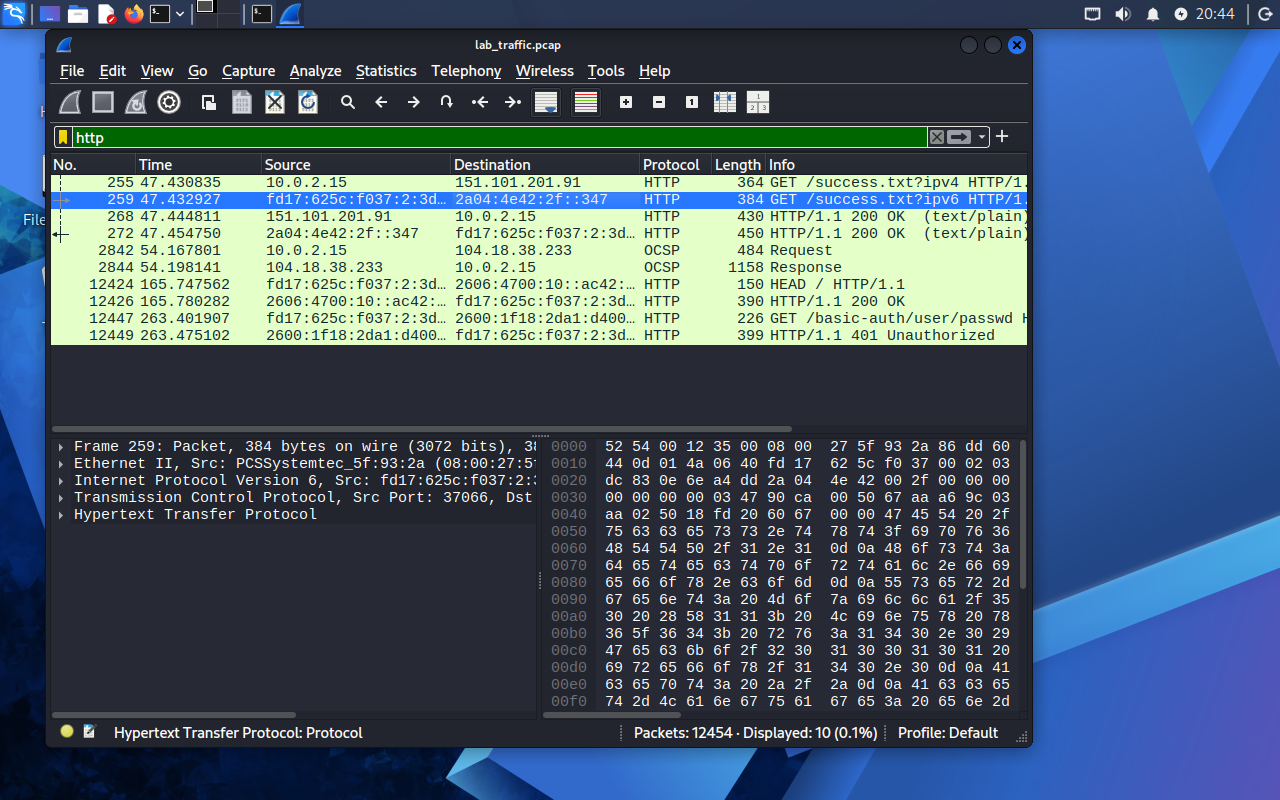 20:44
File
lab_traffic.pcap
File Edit View Go Capture Analyze Statistics Telephony Wireless Tools Help
http
No. Time Source Destination Protocol Length Info
255 47.430835 10.0.2.15 151.101.201.91 HTTP 364 GET /success.txt?ipv4 HTTP/1.
259 47.432927 fd17:625c:f037:2:3d… 2a04:4e42:2f::347 HTTP 384 GET /success.txt?ipv6 HTTP/1.
268 47.444811 151.101.201.91 10.0.2.15 HTTP 430 HTTP/1.1 200 OK (text/plain)
272 47.454750 2a04:4e42:2f::347 fd17:625c:f037:2:3d… HTTP 450 HTTP/1.1 200 OK (text/plain)
2842 54.167801 10.0.2.15 104.18.38.233 OCSP 484 Request
2844 54.198141 104.18.38.233 10.0.2.15 OCSP 1158 Response
12424 165.747562 fd17:625c:f037:2:3d… 2606:4700:10::ac42:… HTTP 150 HEAD / HTTP/1.1
12426 165.780282 2606:4700:10::ac42:… fd17:625c:f037:2:3d… HTTP 390 HTTP/1.1 200 OK
12447 263.401907 fd17:625c:f037:2:3d… 2600:1f18:2da1:d400… HTTP 226 GET /basic-auth/user/passwd H
12449 263.475102 2600:1f18:2da1:d400… fd17:625c:f037:2:3d… HTTP 399 HTTP/1.1 401 Unauthorized
Frame 259: Packet, 384 bytes on wire (3072 bits), 38
Ethernet II, Src: PCSSystemtec_5f:93:2a (08:00:27:5f
Internet Protocol Version 6, Src: fd17:625c:f037:2:3
Transmission Control Protocol, Src Port: 37066, Dst
Hypertext Transfer Protocol
0000 52 54 00 12 35 00 08 00 27 5f 93 2a 86 dd 60
0010 44 0d 01 4a 06 40 fd 17 62 5c f0 37 00 02 03
0020 dc 83 0e 6e a4 dd 2a 04 4e 42 00 2f 00 00 00
0030 00 00 00 00 03 47 90 ca 00 50 67 aa a6 9c 03
0040 aa 02 50 18 fd 20 60 67 00 00 47 45 54 20 2f
0050 75 63 63 65 73 73 2e 74 78 74 3f 69 70 76 36
0060 48 54 54 50 2f 31 2e 31 0d 0a 48 6f 73 74 3a
0070 64 65 74 65 63 74 70 6f 72 74 61 6c 2e 66 69
0080 65 66 6f 78 2e 63 6f 6d 0d 0a 55 73 65 72 2d
0090 67 65 6e 74 3a 20 4d 6f 7a 69 6c 6c 61 2f 35
00a0 30 20 28 58 31 31 3b 20 4c 69 6e 75 78 20 78
00b0 36 5f 36 34 3b 20 72 76 3a 31 34 30 2e 30 29
00c0 47 65 63 6b 6f 2f 32 30 31 30 30 31 30 31 20
00d0 69 72 65 66 6f 78 2f 31 34 30 2e 30 0d 0a 41
00e0 63 65 70 74 3a 20 2a 2f 2a 0d 0a 41 63 63 65
00f0 74 2d 4c 61 6e 67 75 61 67 65 3a 20 65 6e 2d
Hypertext Transfer Protocol: Protocol
Packets: 12454 · Displayed: 10 (0.1%)
Profile: Default